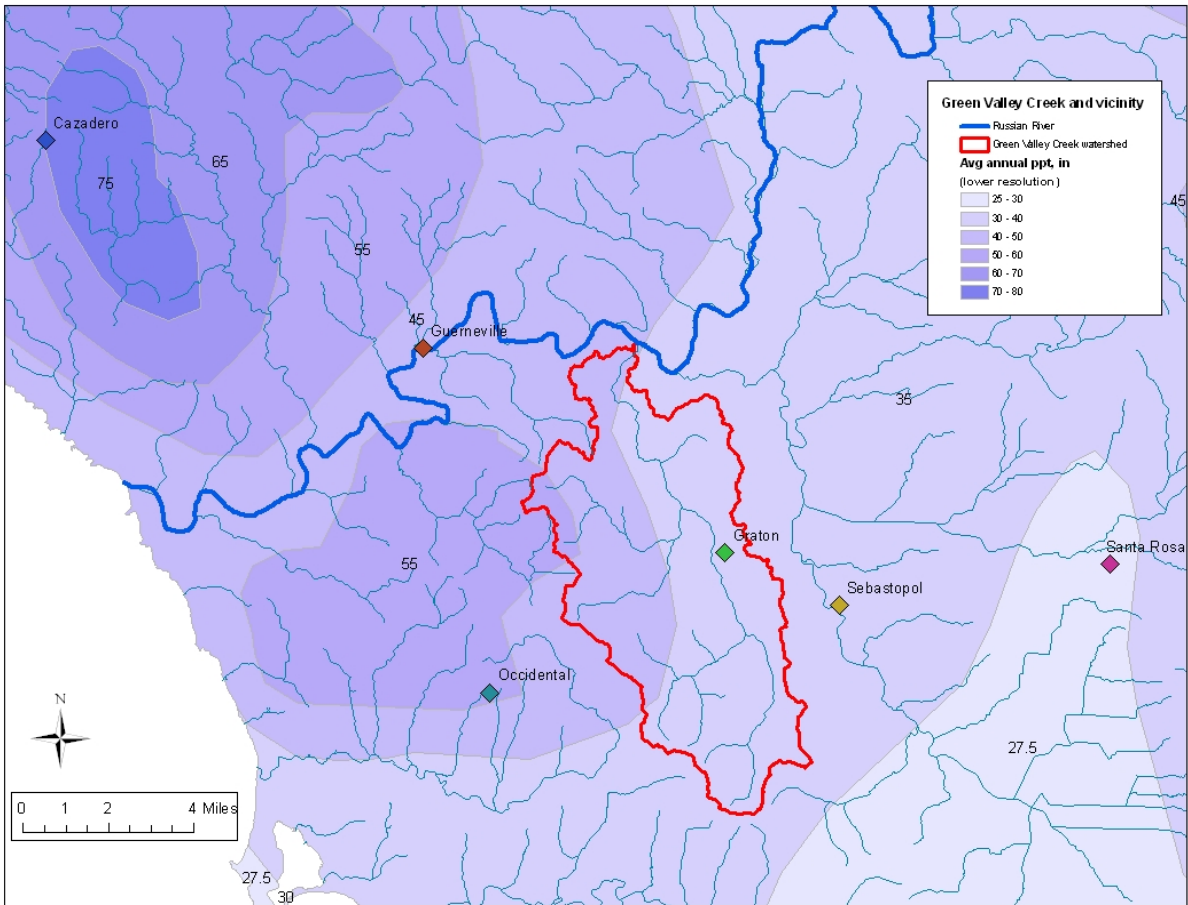 Green Valley Creek and vicinity
Russian River
Green Valley Creek watershed
Avg annual ppt, in
(lower resolution )
25 - 30
30 - 40
40 - 50
50 - 60
60 - 70
70 - 80
Cazadero
65
75
45
55
45
Guerneville
35
Graton
Santa Rosa
55
Sebastopol
Occidental
N
27.5
0 1 2 4 Miles
27.5
30